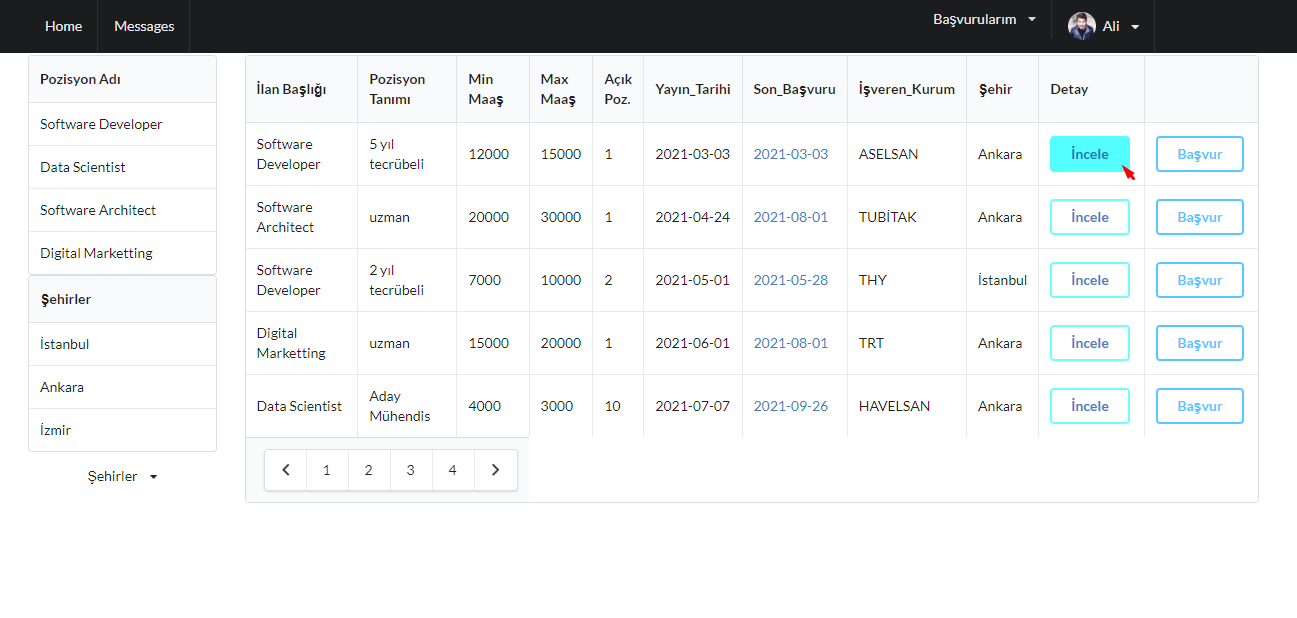 Home Messages Başvurularım Ali
Pozisyon Adı
Software Developer
Data Scientist
Software Architect
Digital Marketting
Şehirler
İstanbul
Ankara
İzmir
Şehirler
İlan Başlığı Pozisyon Tanımı Min Maaş Max Maaş Açık Poz. Yayın_Tarihi Son_Başvuru İşveren_Kurum Şehir Detay
Software Developer 5 yıl tecrübeli 12000 15000 1 2021-03-03 2021-03-03 ASELSAN Ankara İncele Başvur
Software Architect uzman 20000 30000 1 2021-04-24 2021-08-01 TUBİTAK Ankara İncele Başvur
Software Developer 2 yıl tecrübeli 7000 10000 2 2021-05-01 2021-05-28 THY İstanbul İncele Başvur
Digital Marketting uzman 15000 20000 1 2021-06-01 2021-08-01 TRT Ankara İncele Başvur
Data Scientist Aday Mühendis 4000 3000 10 2021-07-07 2021-09-26 HAVELSAN Ankara İncele Başvur
1 2 3 4